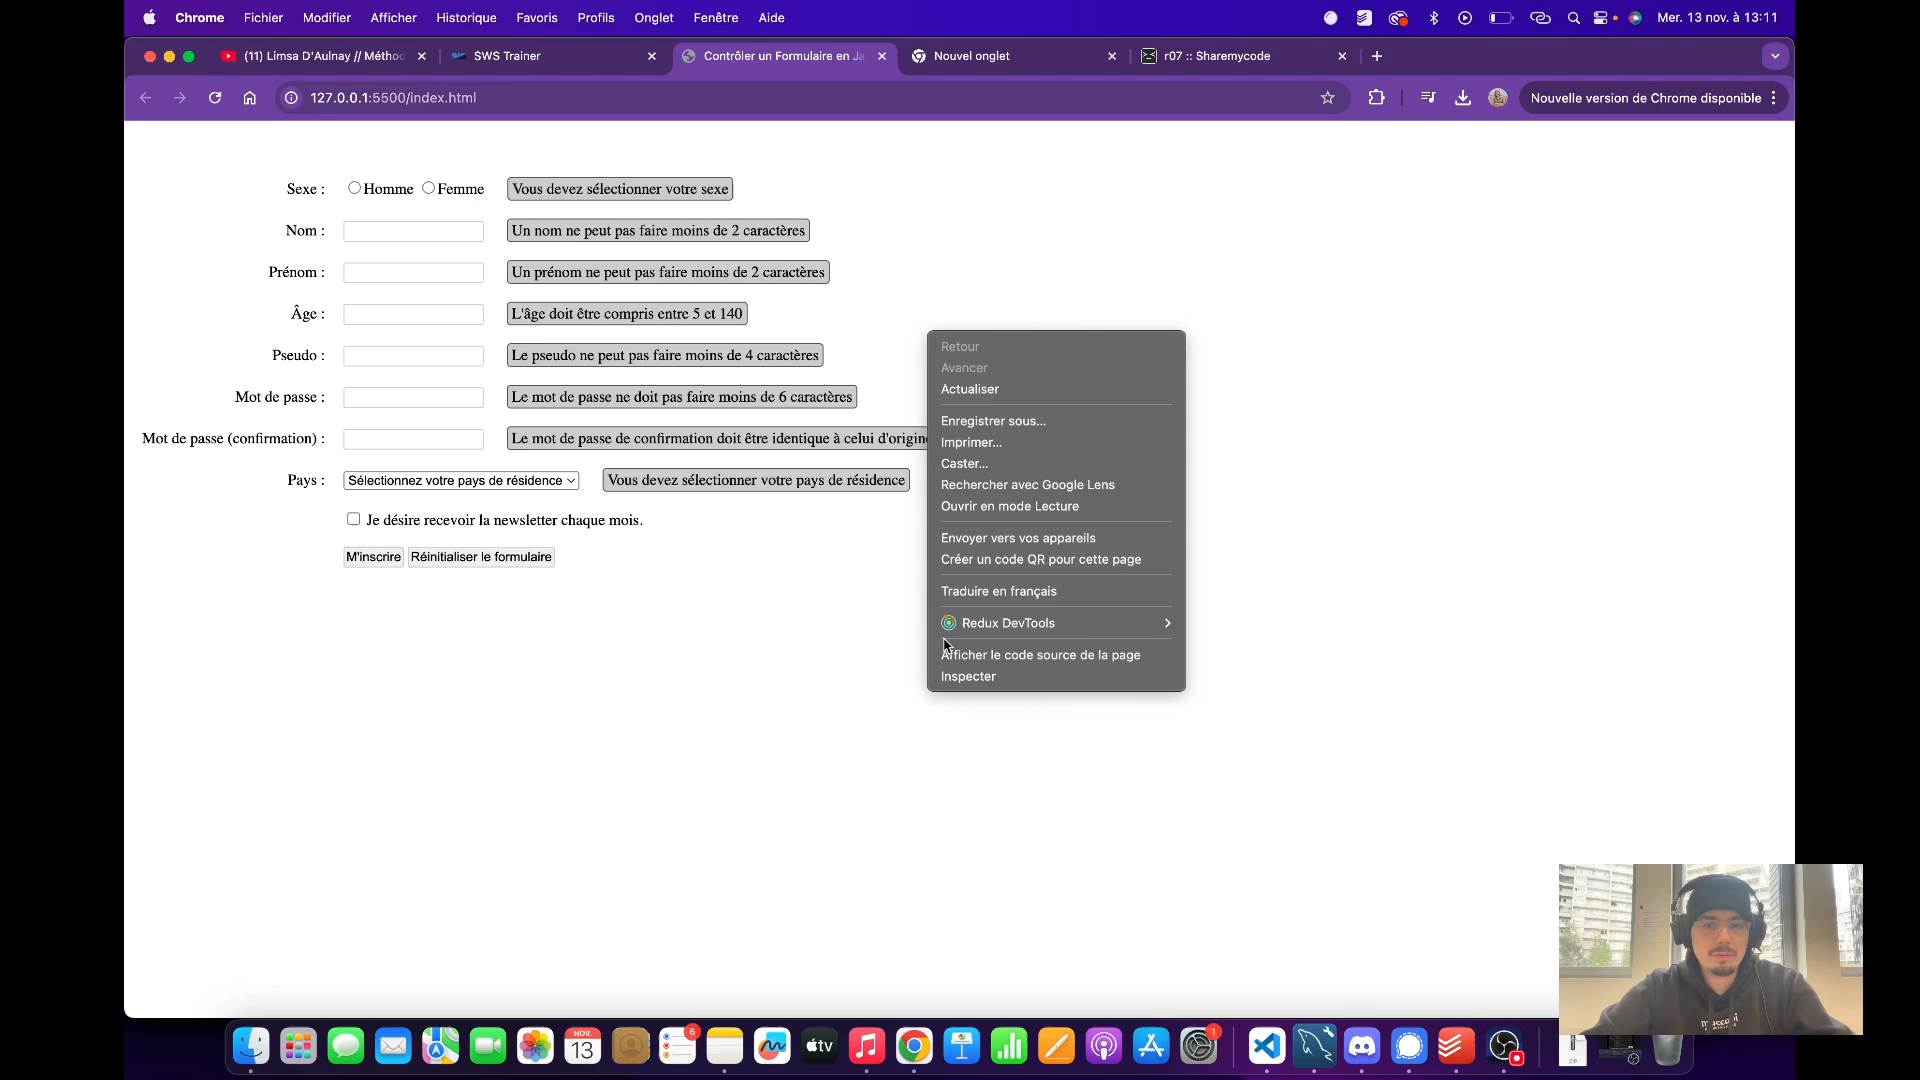 Chrome Fichier Modifier Afficher Historique Favoris Profils Onglet Fenêtre Aide Mer. 13 nov. à 13:11
(11) Limsa D'Aulnay // Méthod SWS Trainer Contrôler un Formulaire en Ja Nouvel onglet r07 :: Sharemycode
127.0.0.1:5500/index.html Nouvelle version de Chrome disponible
Sexe : Homme Femme Vous devez sélectionner votre sexe
Nom : Un nom ne peut pas faire moins de 2 caractères
Prénom : Un prénom ne peut pas faire moins de 2 caractères
Âge : L'âge doit être compris entre 5 et 140
Pseudo : Le pseudo ne peut pas faire moins de 4 caractères
Mot de passe : Le mot de passe ne doit pas faire moins de 6 caractères
Mot de passe (confirmation) : Le mot de passe de confirmation doit être identique à celui d'origine
Pays : Sélectionnez votre pays de résidence Vous devez sélectionner votre pays de résidence
Je désire recevoir la newsletter chaque mois.
M'inscrire Réinitialiser le formulaire
Retour
Avancer
Actualiser
Enregistrer sous...
Imprimer...
Caster...
Rechercher avec Google Lens
Ouvrir en mode Lecture
Envoyer vers vos appareils
Créer un code QR pour cette page
Traduire en français
Redux DevTools
Afficher le code source de la page
Inspecter
NOV.
13
6
tv
1
ZIP